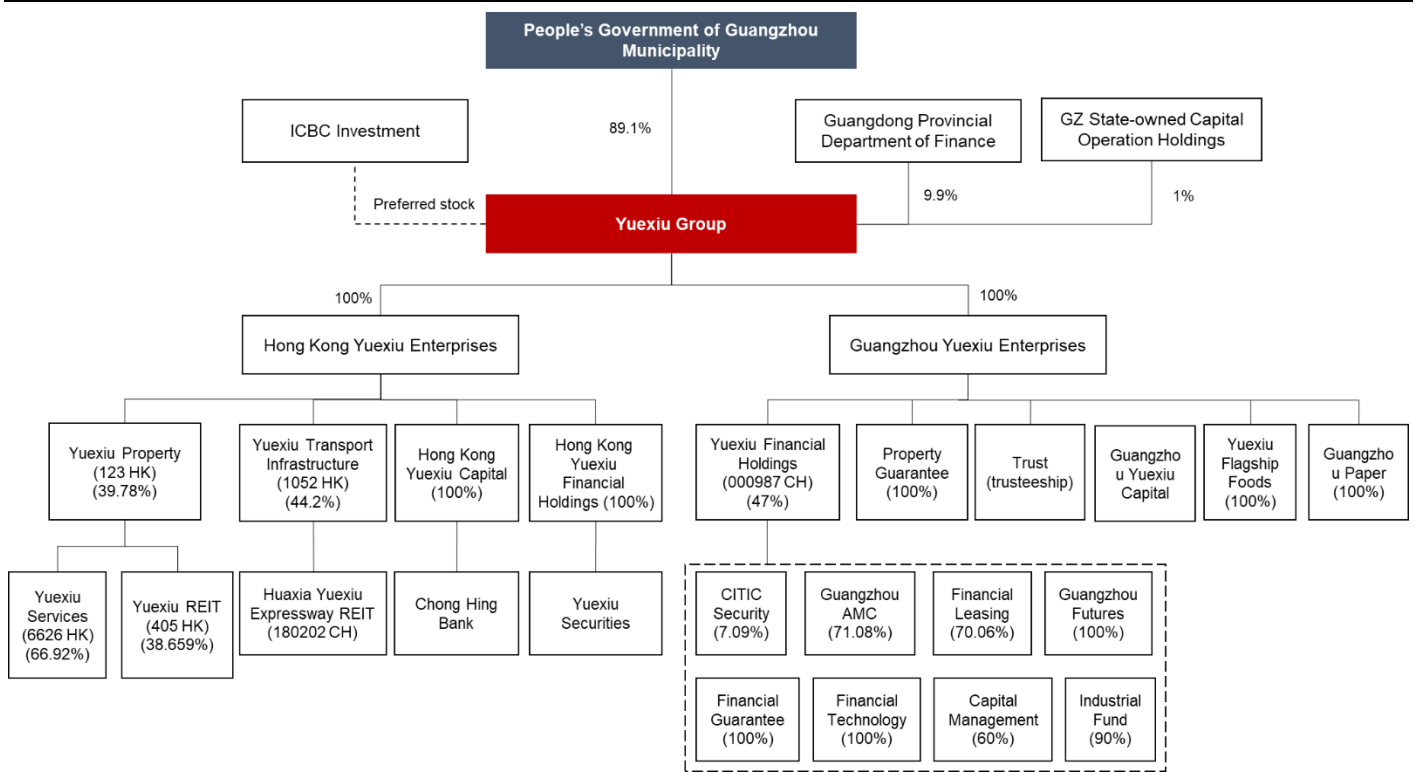 People’s Government of Guangzhou
Municipality
ICBC Investment
89.1%
Guangdong Provincial
Department of Finance
GZ State-owned Capital
Operation Holdings
Preferred stock
9.9%
1%
Yuexiu Group
100%
100%
Hong Kong Yuexiu Enterprises
Guangzhou Yuexiu Enterprises
Yuexiu Property
(123 HK)
(39.78%)
Yuexiu Transport
Infrastructure
(1052 HK)
(44.2%)
Hong Kong
Yuexiu Capital
(100%)
Hong Kong
Yuexiu
Financial
Holdings (100%)
Yuexiu Financial
Holdings
(000987 CH)
(47%)
Property
Guarantee
(100%)
Trust
(trusteeship)
Guangzho
u Yuexiu
Capital
Yuexiu
Flagship
Foods
(100%)
Guangzho
u Paper
(100%)
Yuexiu
Services
(6626 HK)
(66.92%)
Yuexiu REIT
(405 HK)
(38.659%)
Huaxia Yuexiu
Expressway REIT
(180202 CH)
Chong Hing
Bank
Yuexiu
Securities
CITIC
Security
(7.09%)
Guangzhou
AMC
(71.08%)
Financial
Leasing
(70.06%)
Guangzhou
Futures
(100%)
Financial
Guarantee
(100%)
Financial
Technology
(100%)
Capital
Management
(60%)
Industrial
Fund
(90%)